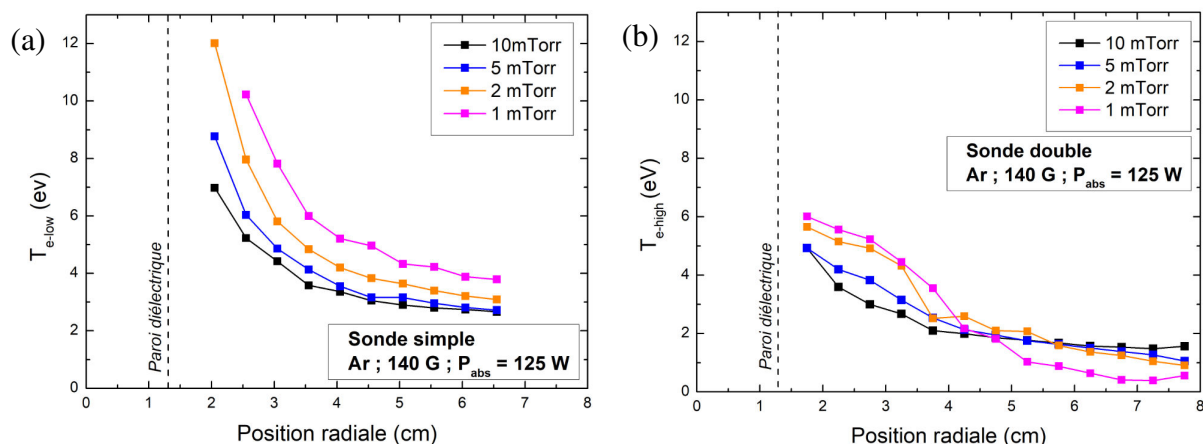 (a)
12
10
8
6
4
2
0
T e-low (ev)
10mTorr
5 mTorr
2 mTorr
1 mTorr
Paroi diélectrique
Sonde simple
Ar ; 140 G ; P abs = 125 W
0 1 2 3 4 5 6 7 8
Position radiale (cm)
(b)
12
10
8
6
4
2
0
T e-high (eV)
10 mTorr
5 mTorr
2 mTorr
1 mTorr
Sonde double
Ar ; 140 G ; P abs = 125 W
Paroi diélectrique
0 1 2 3 4 5 6 7 8
Position radiale (cm)